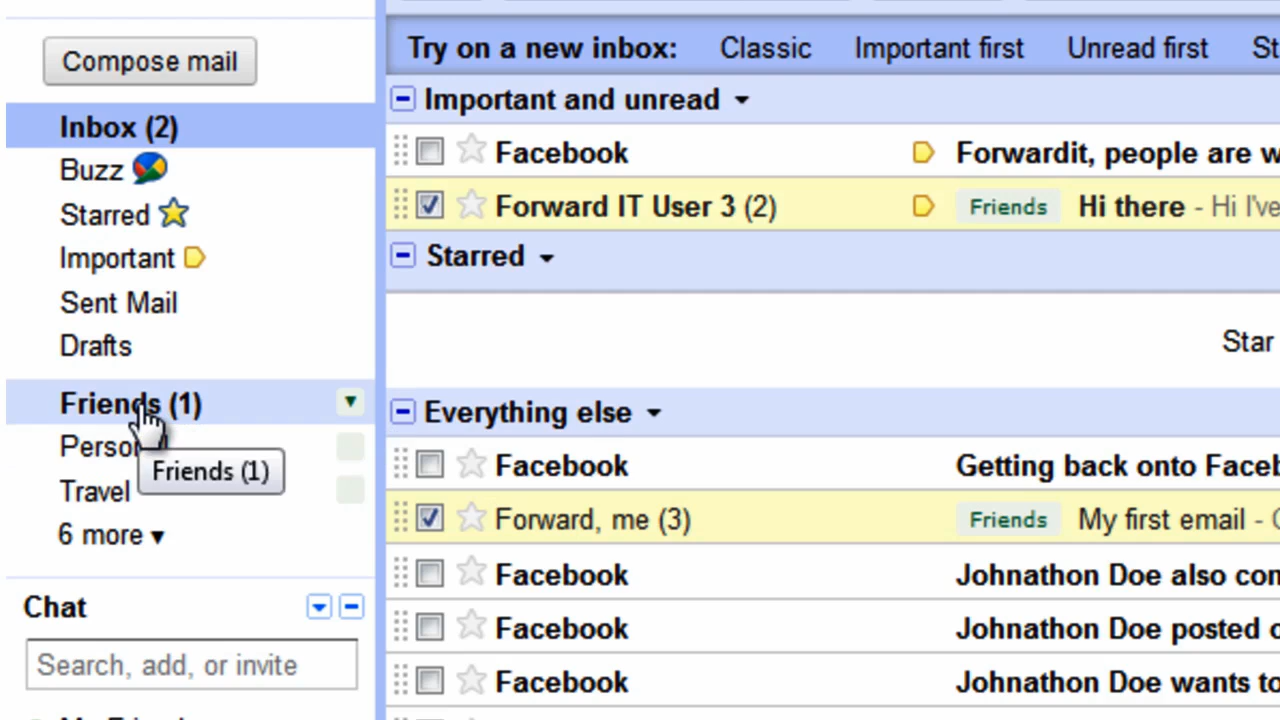 Compose mail
Inbox (2)
Buzz
Starred
Important
Sent Mail
Drafts
Friends (1)
Friends (1)
Travel
6 more
Chat
Search, add, or invite
Try on a new inbox: Classic Important first Unread first St
Important and unread
Facebook Forwardit, people are w
Forward IT User 3 (2) Friends Hi there - Hi I've
Starred
Star
Everything else
Facebook Getting back onto Faceb
Forward, me (3) Friends My first email -
Facebook Johnathon Doe also con
Facebook Johnathon Doe posted
Facebook Johnathon Doe wants to